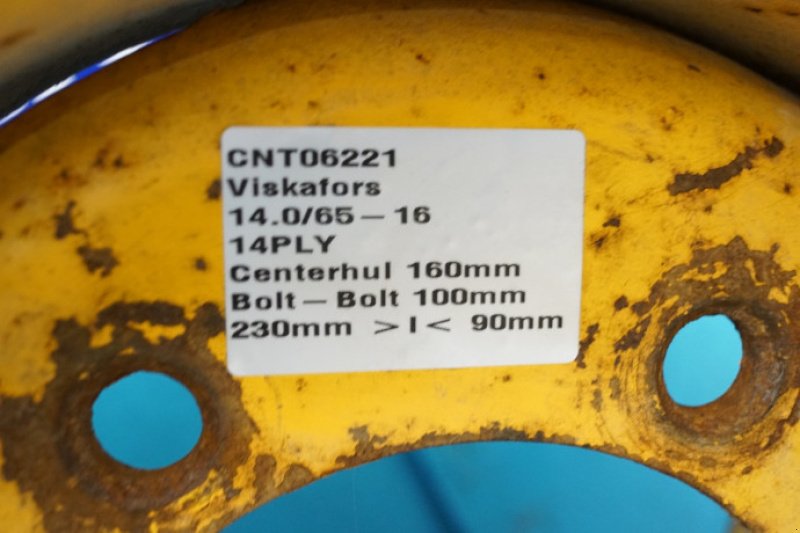 CNT06221
Viskafors
14.0/65 – 16
14PLY
Centerhul 160mm
Bolt – Bolt 100mm
230mm >I< 90mm